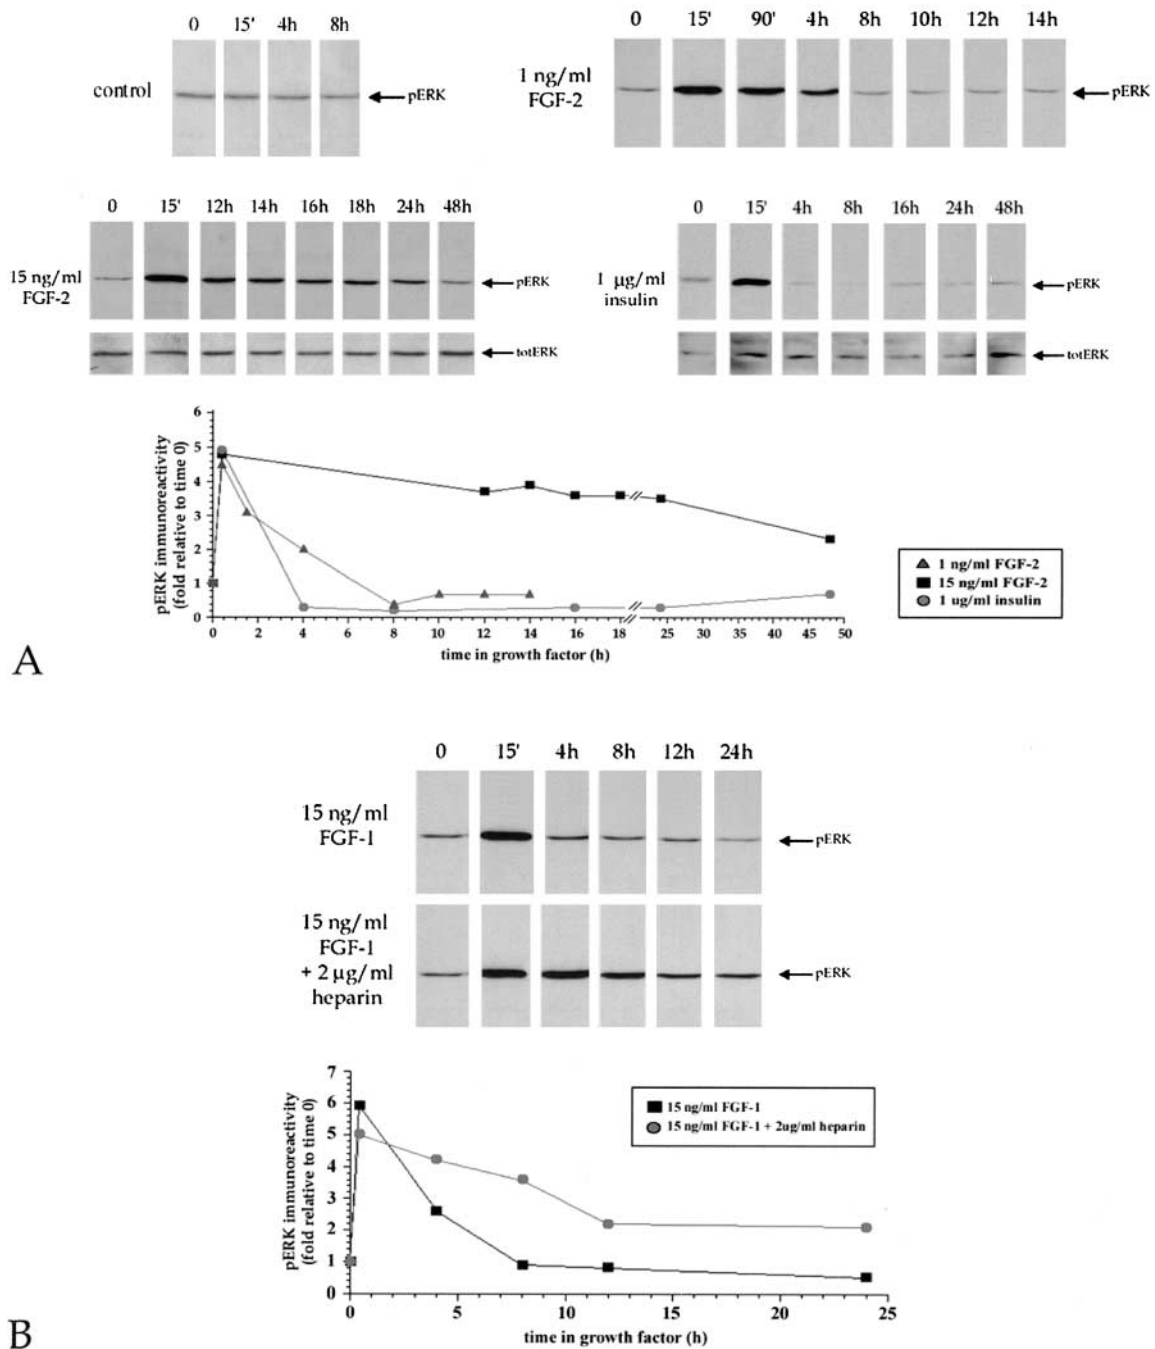 0 15' 4h 8h
control
pERK
0 15' 90' 4h 8h 10h 12h 14h
1 ng/ml
FGF-2
pERK
0 15' 12h 14h 16h 18h 24h 48h
15 ng/ml
FGF-2
pERK
totERK
0 15' 4h 8h 16h 24h 48h
1 µg/ml
insulin
pERK
totERK
pERK immunoreactivity
(fold relative to time 0)
6
5
4
3
2
1
0
0 2 4 6 8 10 12 14 16 18 25 30 35 40 45 50
time in growth factor (h)
1 ng/ml FGF-2
15 ng/ml FGF-2
1 ug/ml insulin
A
0 15' 4h 8h 12h 24h
15 ng/ml
FGF-1
pERK
15 ng/ml
FGF-1
+ 2 µg/ml
heparin
pERK
pERK immunoreactivity
(fold relative to time 0)
7
6
5
4
3
2
1
0
0 5 10 15 20 25
time in growth factor (h)
15 ng/ml FGF-1
15 ng/ml FGF-1 + 2ug/ml heparin
B